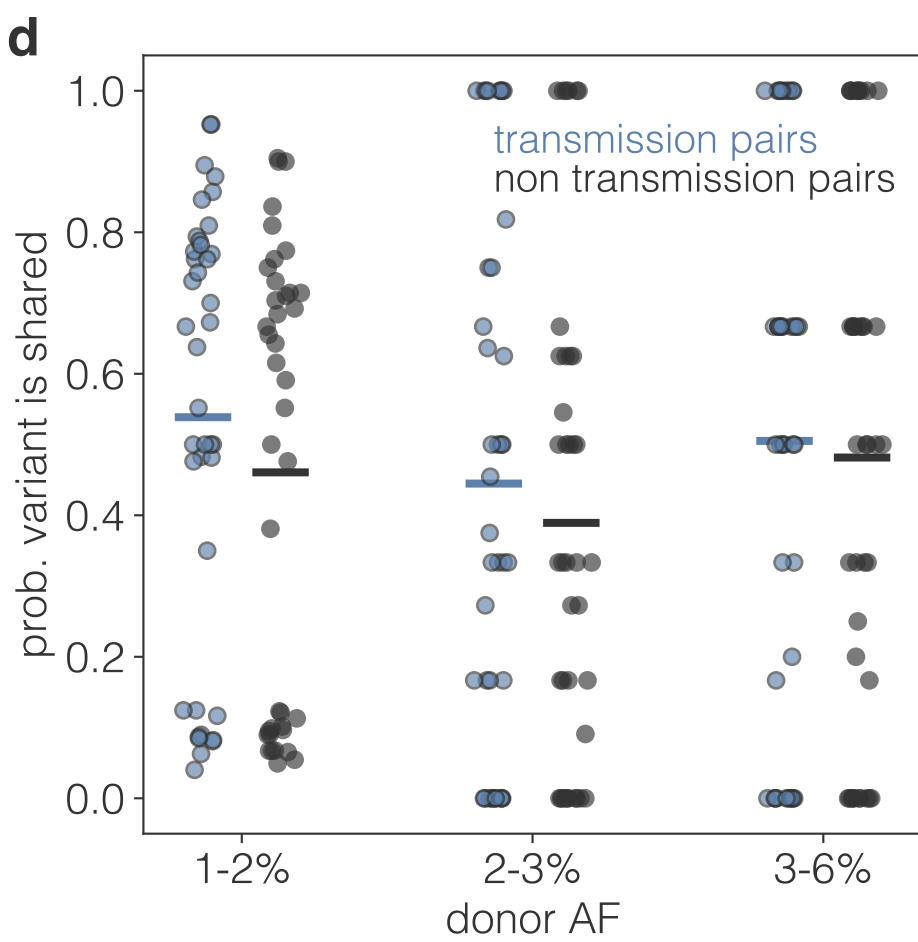 d
prob. variant is shared
1.0
0.8
0.6
0.4
0.2
0.0
transmission pairs
non transmission pairs
1-2%
2-3%
3-6%
donor AF